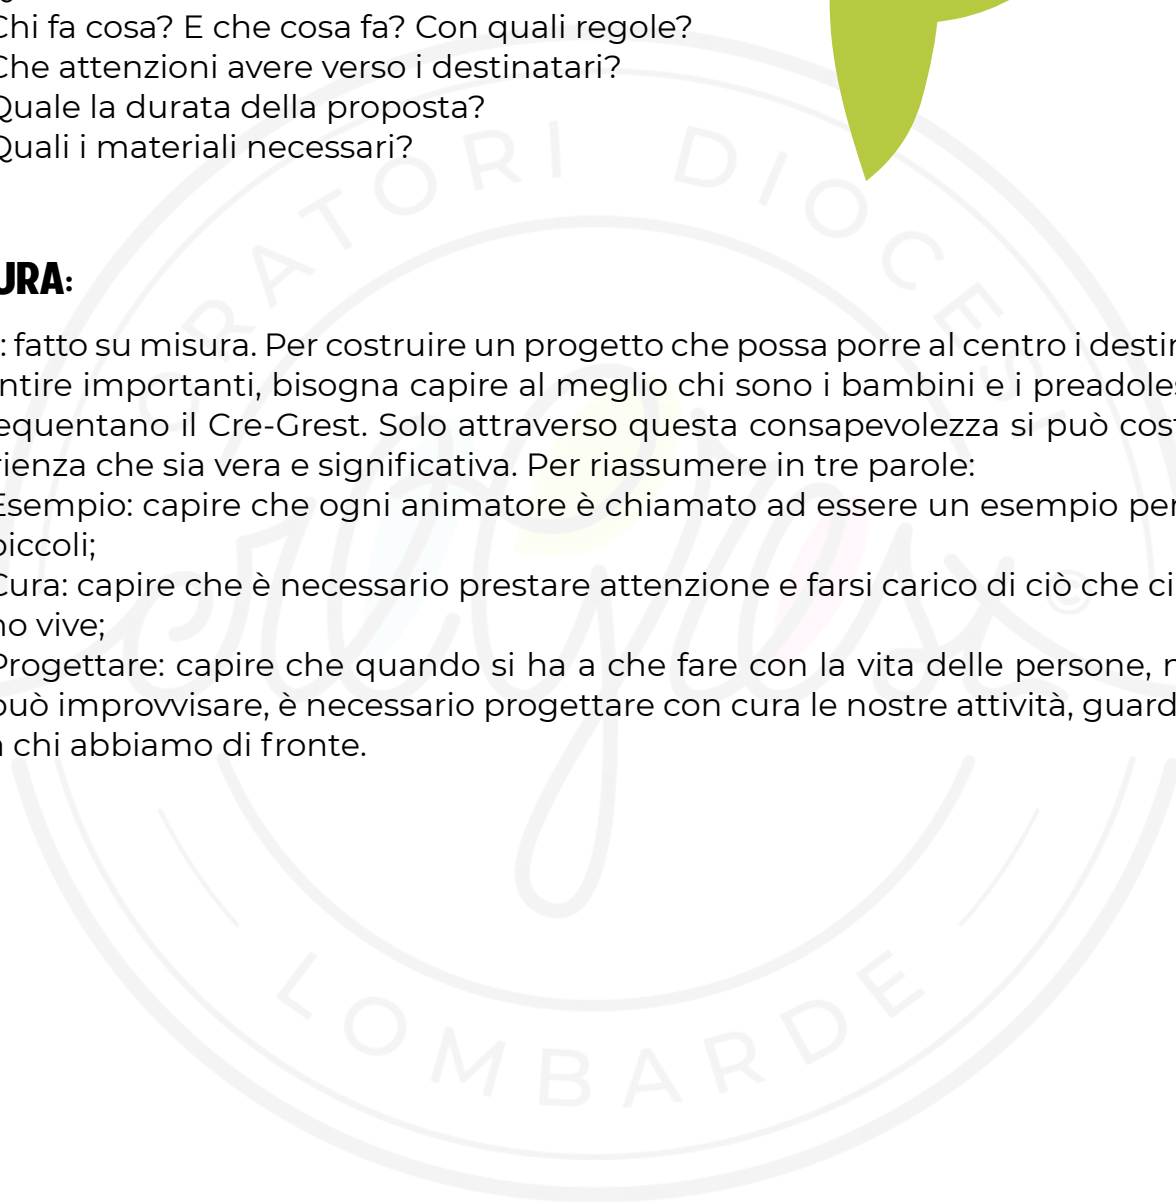 Chi fa cosa? E che cosa fa? Con quali regole?
Che attenzioni avere verso i destinatari?
Quale la durata della proposta?
Quali i materiali necessari?
URA:
: fatto su misura. Per costruire un progetto che possa porre al centro i destin
ntire importanti, bisogna capire al meglio chi sono i bambini e i preadoles
equentano il Cre-Grest. Solo attraverso questa consapevolezza si può cost
rienza che sia vera e significativa. Per riassumere in tre parole:
Esempio: capire che ogni animatore è chiamato ad essere un esempio per
piccoli;
Cura: capire che è necessario prestare attenzione e farsi carico di ciò che ci
no vive;
Progettare: capire che quando si ha a che fare con la vita delle persone, n
può improvvisare, è necessario progettare con cura le nostre attività, guard
a chi abbiamo di fronte.
ORATORI DIOCESI
cregrest ©
LOMBARDE